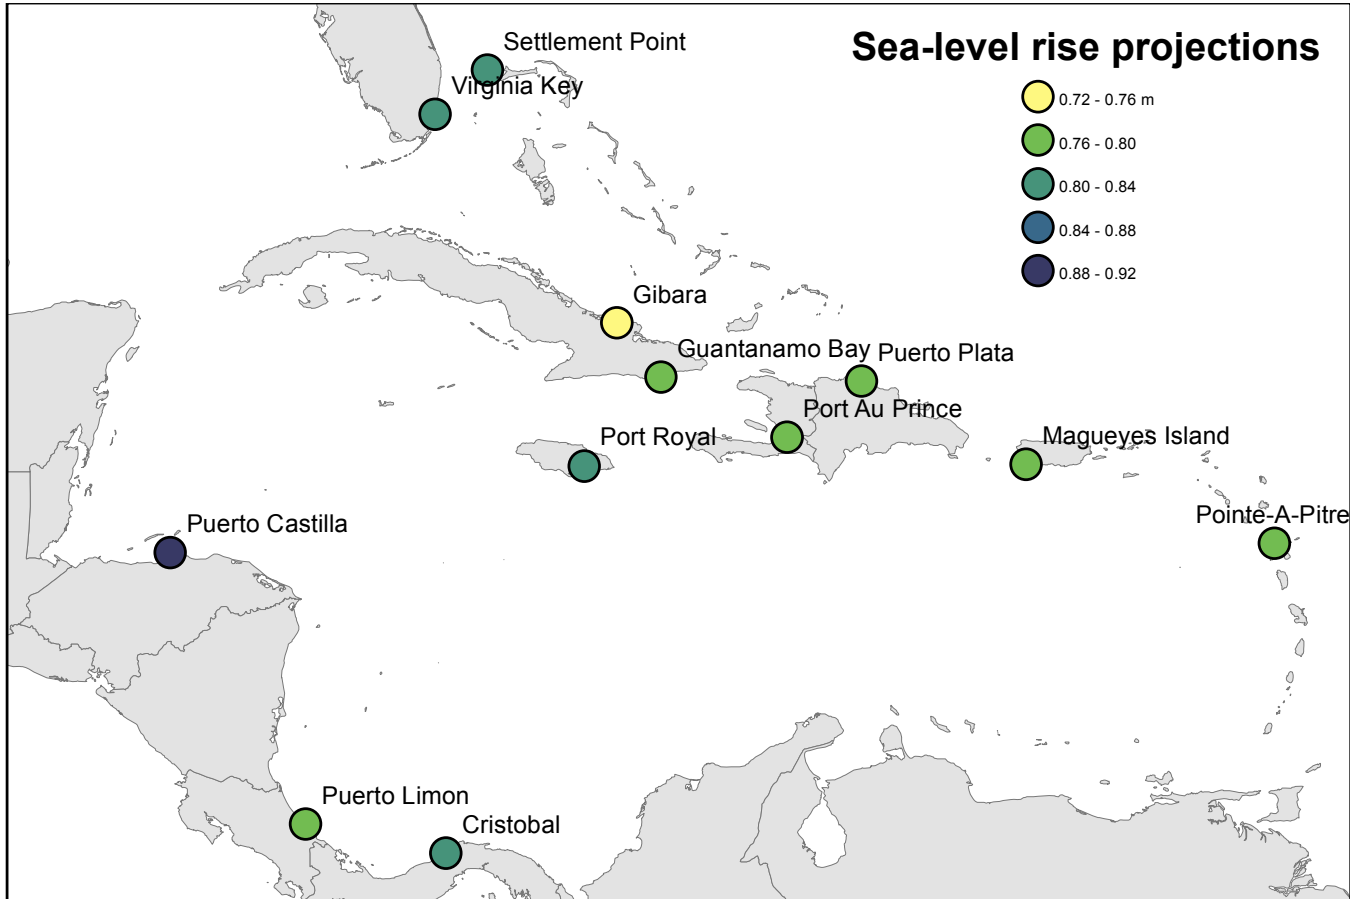 Settlement Point
Sea-level rise projections
Virginia Key
0.72 - 0.76 m
0.76 - 0.80
0.80 - 0.84
0.84 - 0.88
0.88 - 0.92
Gibara
Guantanamo Bay
Puerto Plata
Port Au Prince
Port Royal
Magueyes Island
Pointe-A-Pitre
Puerto Castilla
Puerto Limon
Cristobal